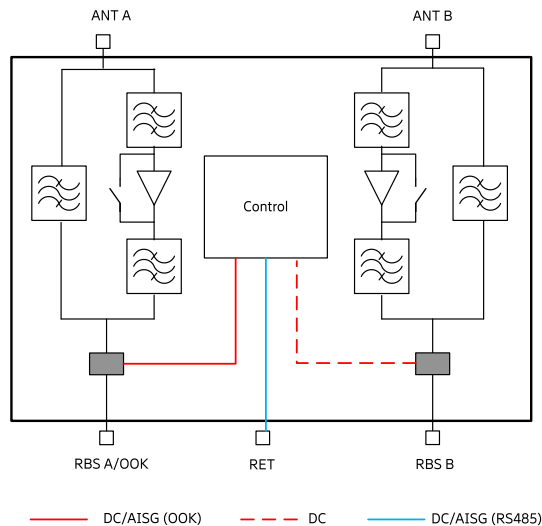 ANT A
ANT B
Control
RBS A/OOK
RET
RBS B
DC/AISG (OOK)
DC
DC/AISG (RS485)